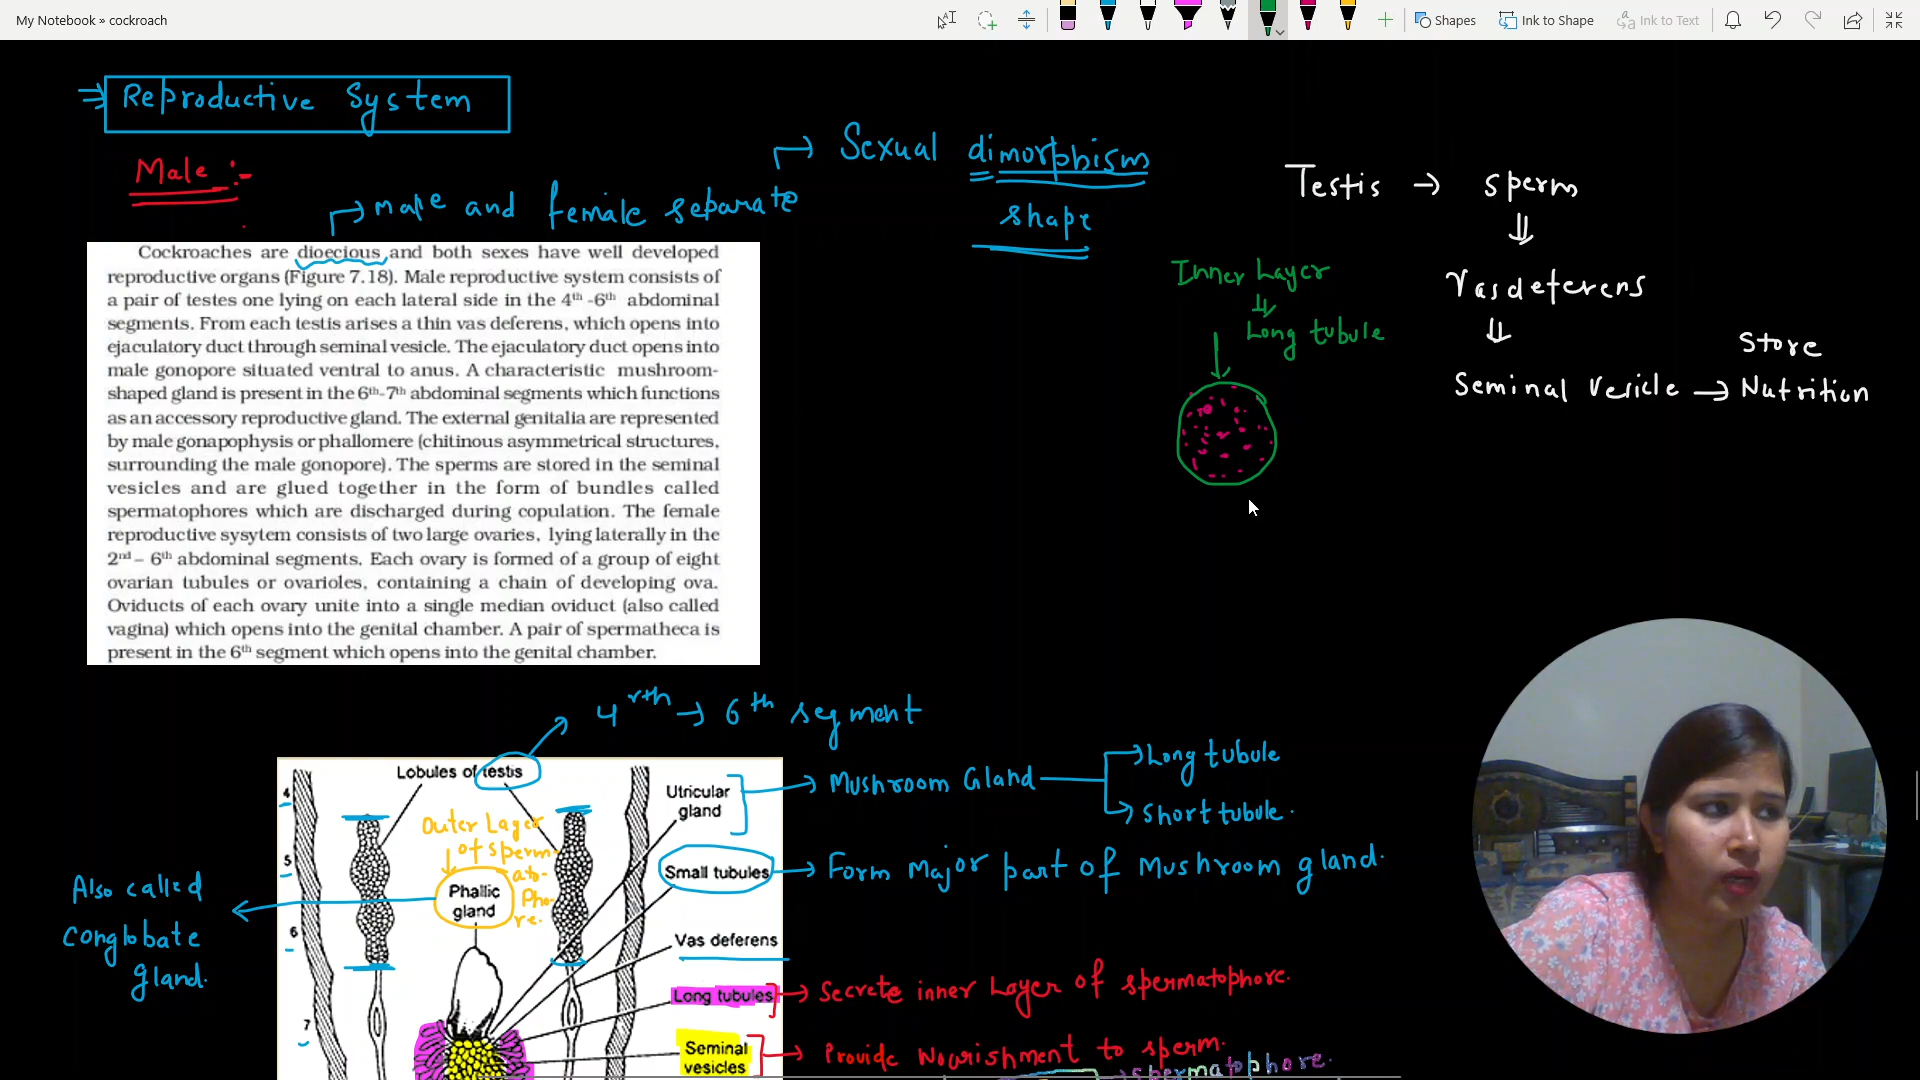 My Notebook » cockroach
Shapes
Ink to Shape
Ink to Text
⇒ Reproductive System
Male :-
→ male and female separate
→ Sexual dimorphism
shape
Testis → sperm
⇓
Vas deferens
⇓
Seminal Vesicle → Nutrition
Store
Inner Layer
⇓
Long tubule
Cockroaches are dioecious and both sexes have well developed
reproductive organs (Figure 7.18). Male reproductive system consists of
a pair of testes one lying on each lateral side in the 4th -6th abdominal
segments. From each testis arises a thin vas deferens, which opens into
ejaculatory duct through seminal vesicle. The ejaculatory duct opens into
male gonopore situated ventral to anus. A characteristic mushroom-
shaped gland is present in the 6th-7th abdominal segments which functions
as an accessory reproductive gland. The external genitalia are represented
by male gonapophysis or phallomere (chitinous asymmetrical structures,
surrounding the male gonopore). The sperms are stored in the seminal
vesicles and are glued together in the form of bundles called
spermatophores which are discharged during copulation. The female
reproductive sysytem consists of two large ovaries, lying laterally in the
2nd – 6th abdominal segments. Each ovary is formed of a group of eight
ovarian tubules or ovarioles, containing a chain of developing ova.
Oviducts of each ovary unite into a single median oviduct (also called
vagina) which opens into the genital chamber. A pair of spermatheca is
present in the 6th segment which opens into the genital chamber.
4rth → 6th segment
Lobules of testis
4
5
6
7
Outer Layer
of sperm-
ato-
Pho-
re.
Phallic
gland
Also called
conglobate
gland.
Utricular
gland
→ Mushroom Gland
→ Long tubule
→ Short tubule.
Small tubules → Form Major part of Mushroom gland.
Vas deferens
Long tubules → Secrete inner Layer of spermatophore.
Seminal
vesicles
→ Provide Nourishment to sperm.
→ spermatophore.